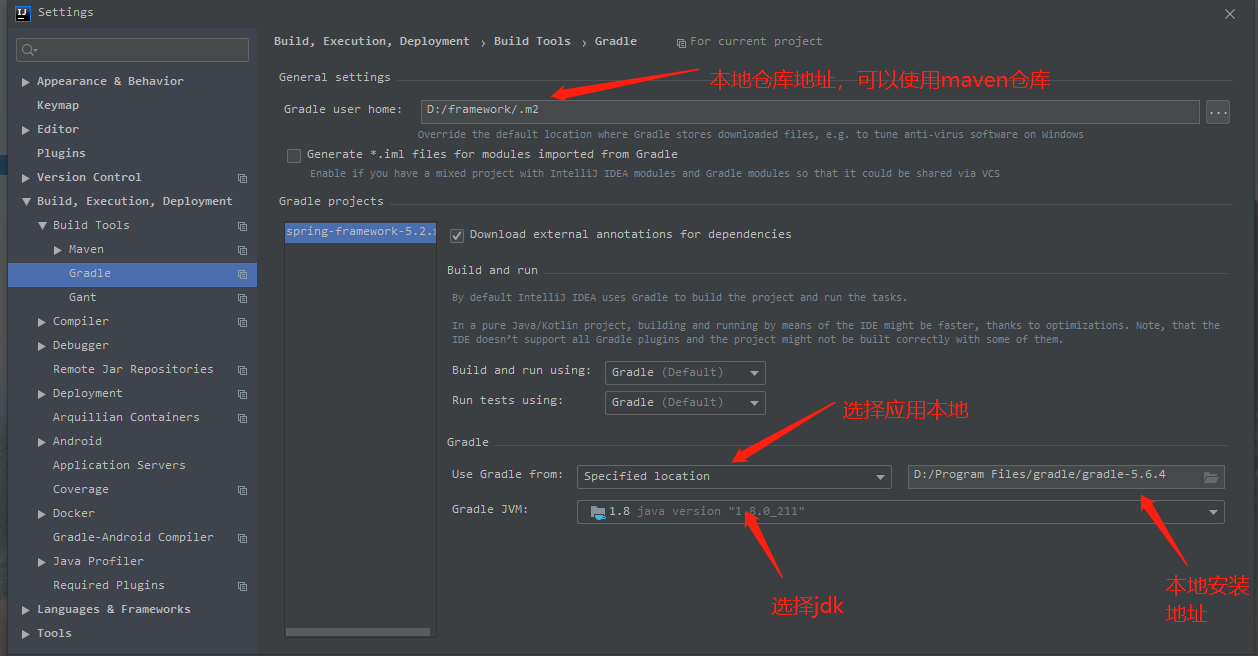 Settings
Build, Execution, Deployment › Build Tools › Gradle
For current project
Appearance & Behavior
Keymap
Editor
Plugins
Version Control
Build, Execution, Deployment
Build Tools
Maven
Gradle
Gant
Compiler
Debugger
Remote Jar Repositories
Deployment
Arquillian Containers
Android
Application Servers
Coverage
Docker
Gradle-Android Compiler
Java Profiler
Required Plugins
Languages & Frameworks
Tools
General settings
本地仓库地址，可以使用maven仓库
Gradle user home: D:/framework/.m2 ...
Override the default location where Gradle stores downloaded files, e.g. to tune anti-virus software on Windows
Generate *.iml files for modules imported from Gradle
Enable if you have a mixed project with IntelliJ IDEA modules and Gradle modules so that it could be shared via VCS
Gradle projects
spring-framework-5.2.x
Download external annotations for dependencies
Build and run
By default IntelliJ IDEA uses Gradle to build the project and run the tasks.
In a pure Java/Kotlin project, building and running by means of the IDE might be faster, thanks to optimizations. Note, that the
IDE doesn't support all Gradle plugins and the project might not be built correctly with some of them.
Build and run using: Gradle (Default)
Run tests using: Gradle (Default)
选择应用本地
Gradle
Use Gradle from: Specified location D:/Program Files/gradle/gradle-5.6.4
Gradle JVM: 1.8 java version "1.8.0_211"
选择jdk
本地安装
地址